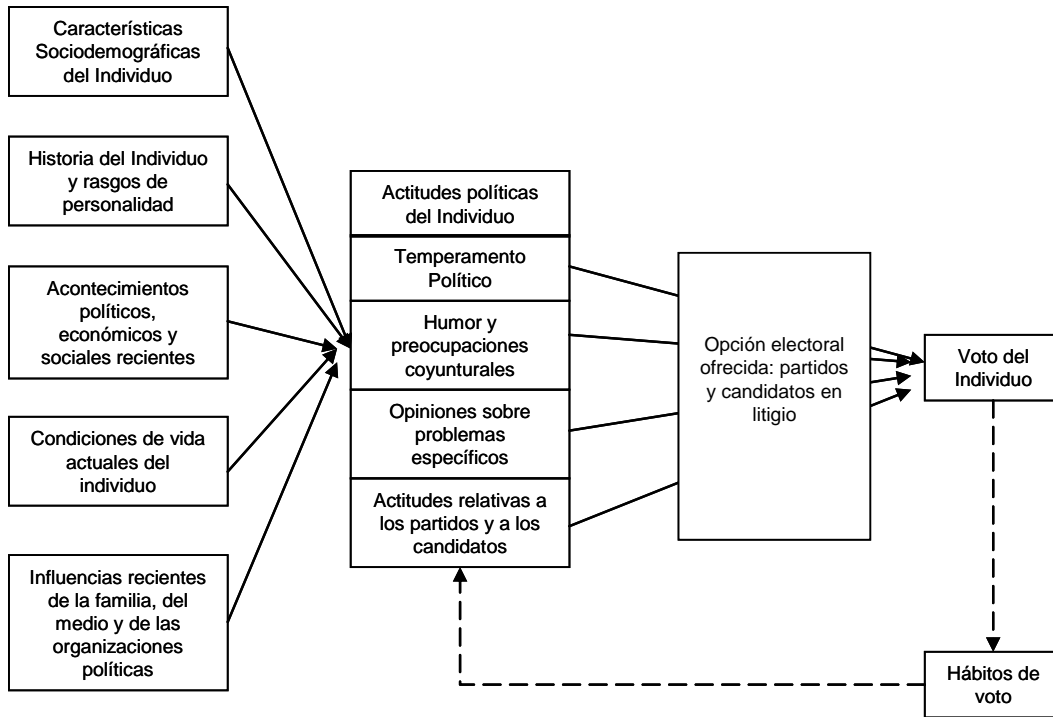 Características
Sociodemográficas
del Individuo
Historia del Individuo
y rasgos de
personalidad
Acontecimientos
políticos,
económicos y
sociales recientes
Condiciones de vida
actuales del
individuo
Influencias recientes
de la familia, del
medio y de las
organizaciones
políticas
Actitudes políticas
del Individuo
Temperamento
Político
Humor y
preocupaciones
coyunturales
Opiniones sobre
problemas
específicos
Actitudes relativas a
los partidos y a los
candidatos
Opción electoral
ofrecida: partidos
y candidatos en
litigio
Voto del
Individuo
Hábitos de
voto